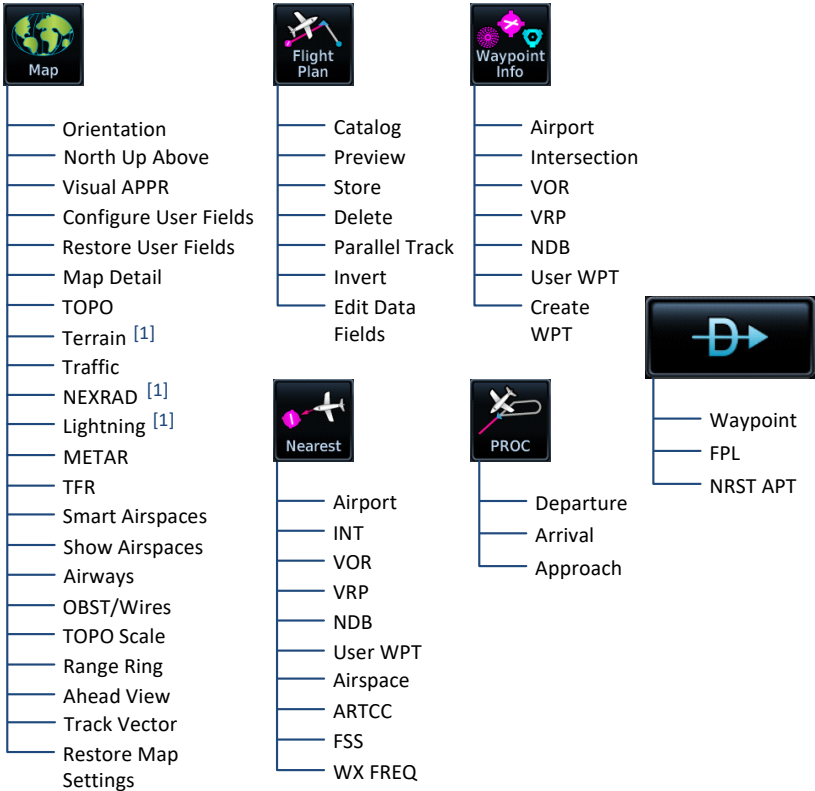 Map
Orientation
North Up Above
Visual APPR
Configure User Fields
Restore User Fields
Map Detail
TOPO
Terrain [1]
Traffic
NEXRAD [1]
Lightning [1]
METAR
TFR
Smart Airspaces
Show Airspaces
Airways
OBST/Wires
TOPO Scale
Range Ring
Ahead View
Track Vector
Restore Map
Settings
Flight
Plan
Catalog
Preview
Store
Delete
Parallel Track
Invert
Edit Data
Fields
Waypoint
Info
Airport
Intersection
VOR
VRP
NDB
User WPT
Create
WPT
Nearest
Airport
INT
VOR
VRP
NDB
User WPT
Airspace
ARTCC
FSS
WX FREQ
PROC
Departure
Arrival
Approach
D
Waypoint
FPL
NRST APT